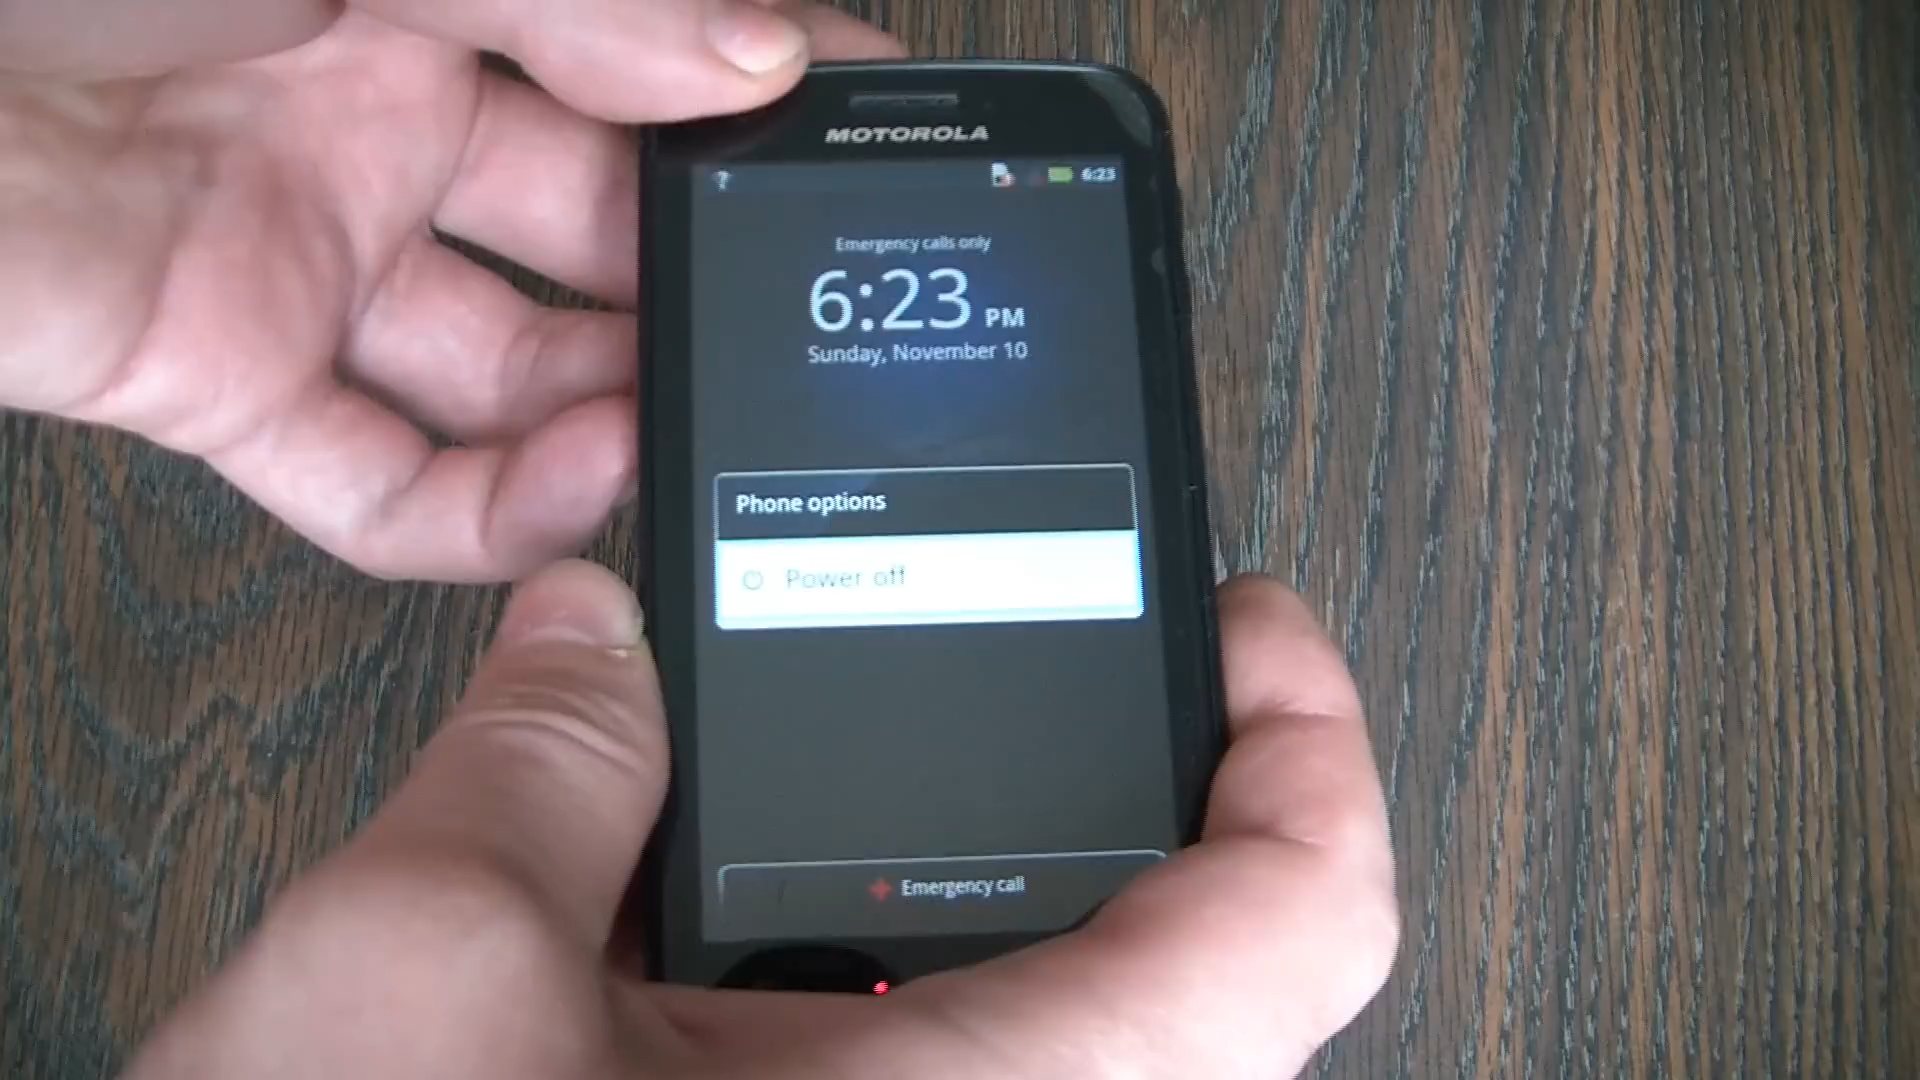 MOTOROLA
6:23
Emergency calls only
6:23 PM
Sunday, November 10
Phone options
Power off
Emergency call